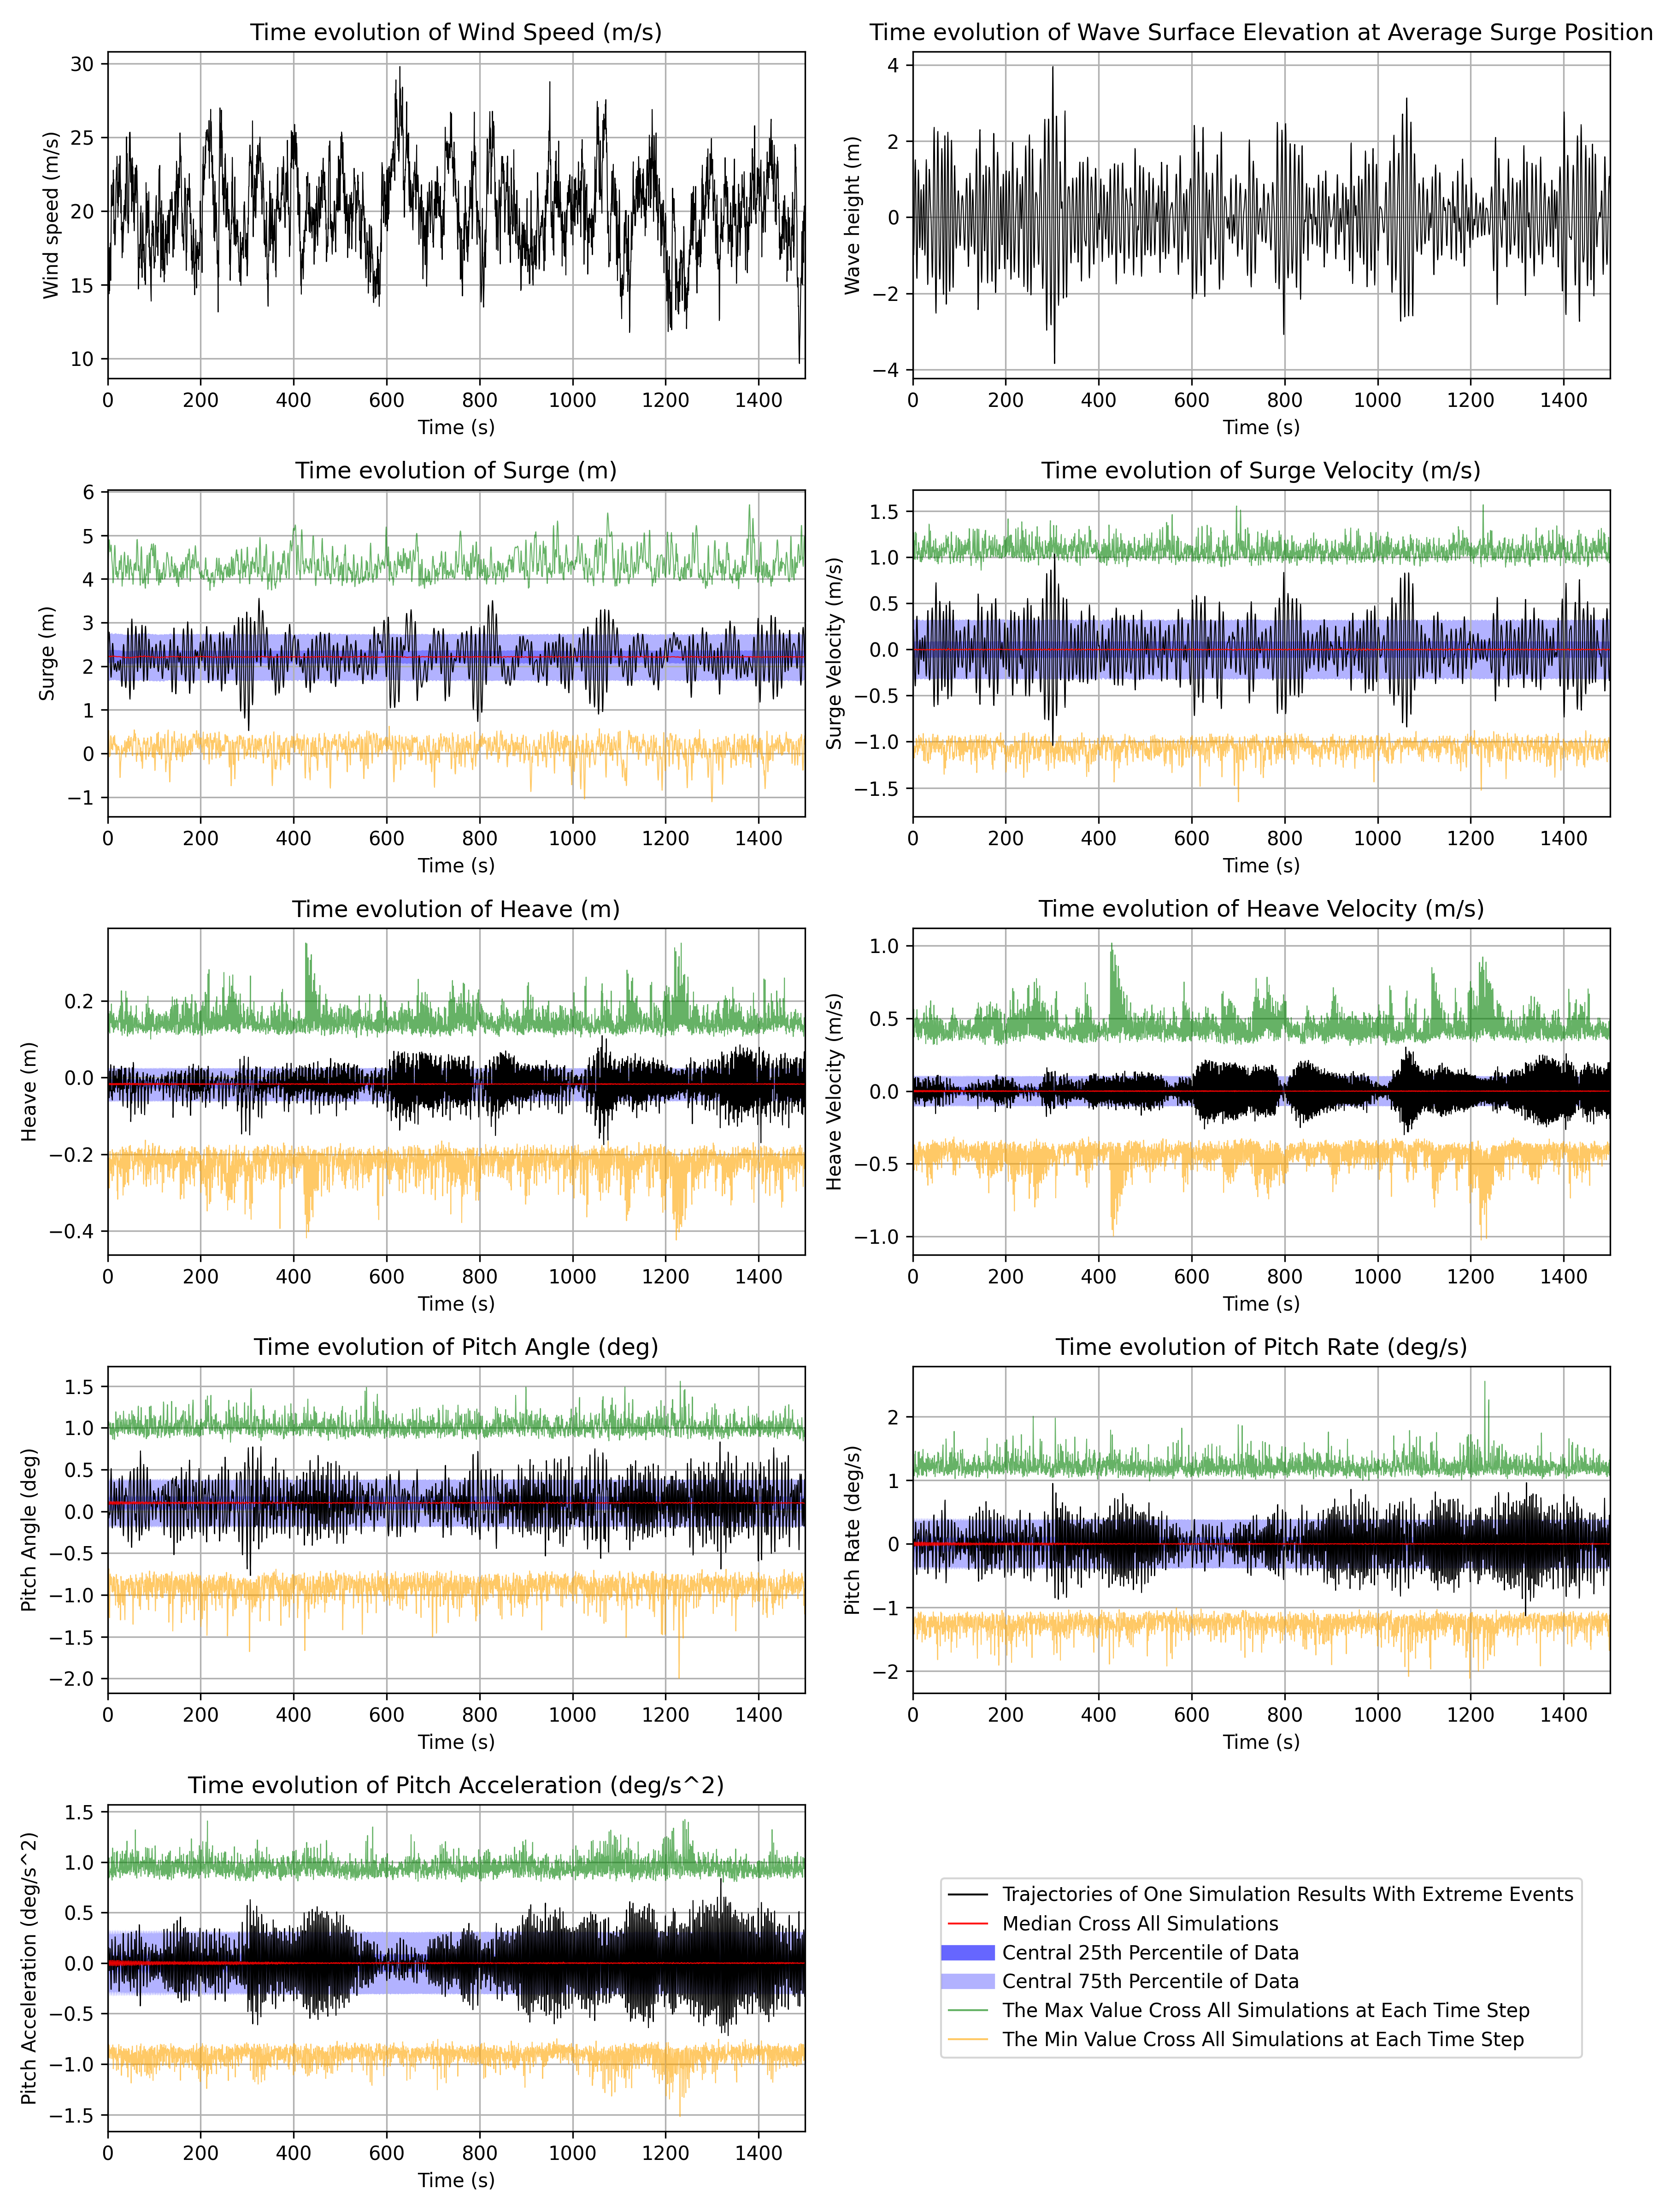 Time evolution of Wind Speed (m/s)
Wind speed (m/s)
30
25
20
15
10
0 200 400 600 800 1000 1200 1400
Time (s)
Time evolution of Wave Surface Elevation at Average Surge Position
Wave height (m)
4
2
0
−2
−4
0 200 400 600 800 1000 1200 1400
Time (s)
Time evolution of Surge (m)
Surge (m)
6
5
4
3
2
1
0
−1
0 200 400 600 800 1000 1200 1400
Time (s)
Time evolution of Surge Velocity (m/s)
Surge Velocity (m/s)
1.5
1.0
0.5
0.0
−0.5
−1.0
−1.5
0 200 400 600 800 1000 1200 1400
Time (s)
Time evolution of Heave (m)
Heave (m)
0.2
0.0
−0.2
−0.4
0 200 400 600 800 1000 1200 1400
Time (s)
Time evolution of Heave Velocity (m/s)
Heave Velocity (m/s)
1.0
0.5
0.0
−0.5
−1.0
0 200 400 600 800 1000 1200 1400
Time (s)
Time evolution of Pitch Angle (deg)
Pitch Angle (deg)
1.5
1.0
0.5
0.0
−0.5
−1.0
−1.5
−2.0
0 200 400 600 800 1000 1200 1400
Time (s)
Time evolution of Pitch Rate (deg/s)
Pitch Rate (deg/s)
2
1
0
−1
−2
0 200 400 600 800 1000 1200 1400
Time (s)
Time evolution of Pitch Acceleration (deg/s^2)
Pitch Acceleration (deg/s^2)
1.5
1.0
0.5
0.0
−0.5
−1.0
−1.5
0 200 400 600 800 1000 1200 1400
Time (s)
Trajectories of One Simulation Results With Extreme Events
Median Cross All Simulations
Central 25th Percentile of Data
Central 75th Percentile of Data
The Max Value Cross All Simulations at Each Time Step
The Min Value Cross All Simulations at Each Time Step